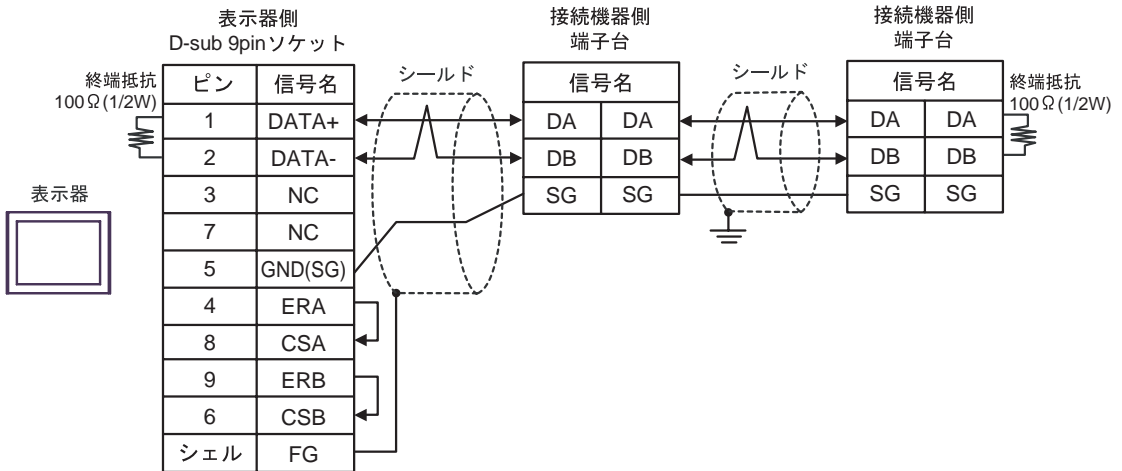 表示器側
D-sub 9pinソケット
接続機器側
端子台
接続機器側
端子台
終端抵抗
100Ω(1/2W)
ピン 信号名
1 DATA+
2 DATA-
3 NC
7 NC
5 GND(SG)
4 ERA
8 CSA
9 ERB
6 CSB
シェル FG
表示器
シールド
信号名
DA DA
DB DB
SG SG
シールド
信号名
DA DA
DB DB
SG SG
終端抵抗
100Ω(1/2W)